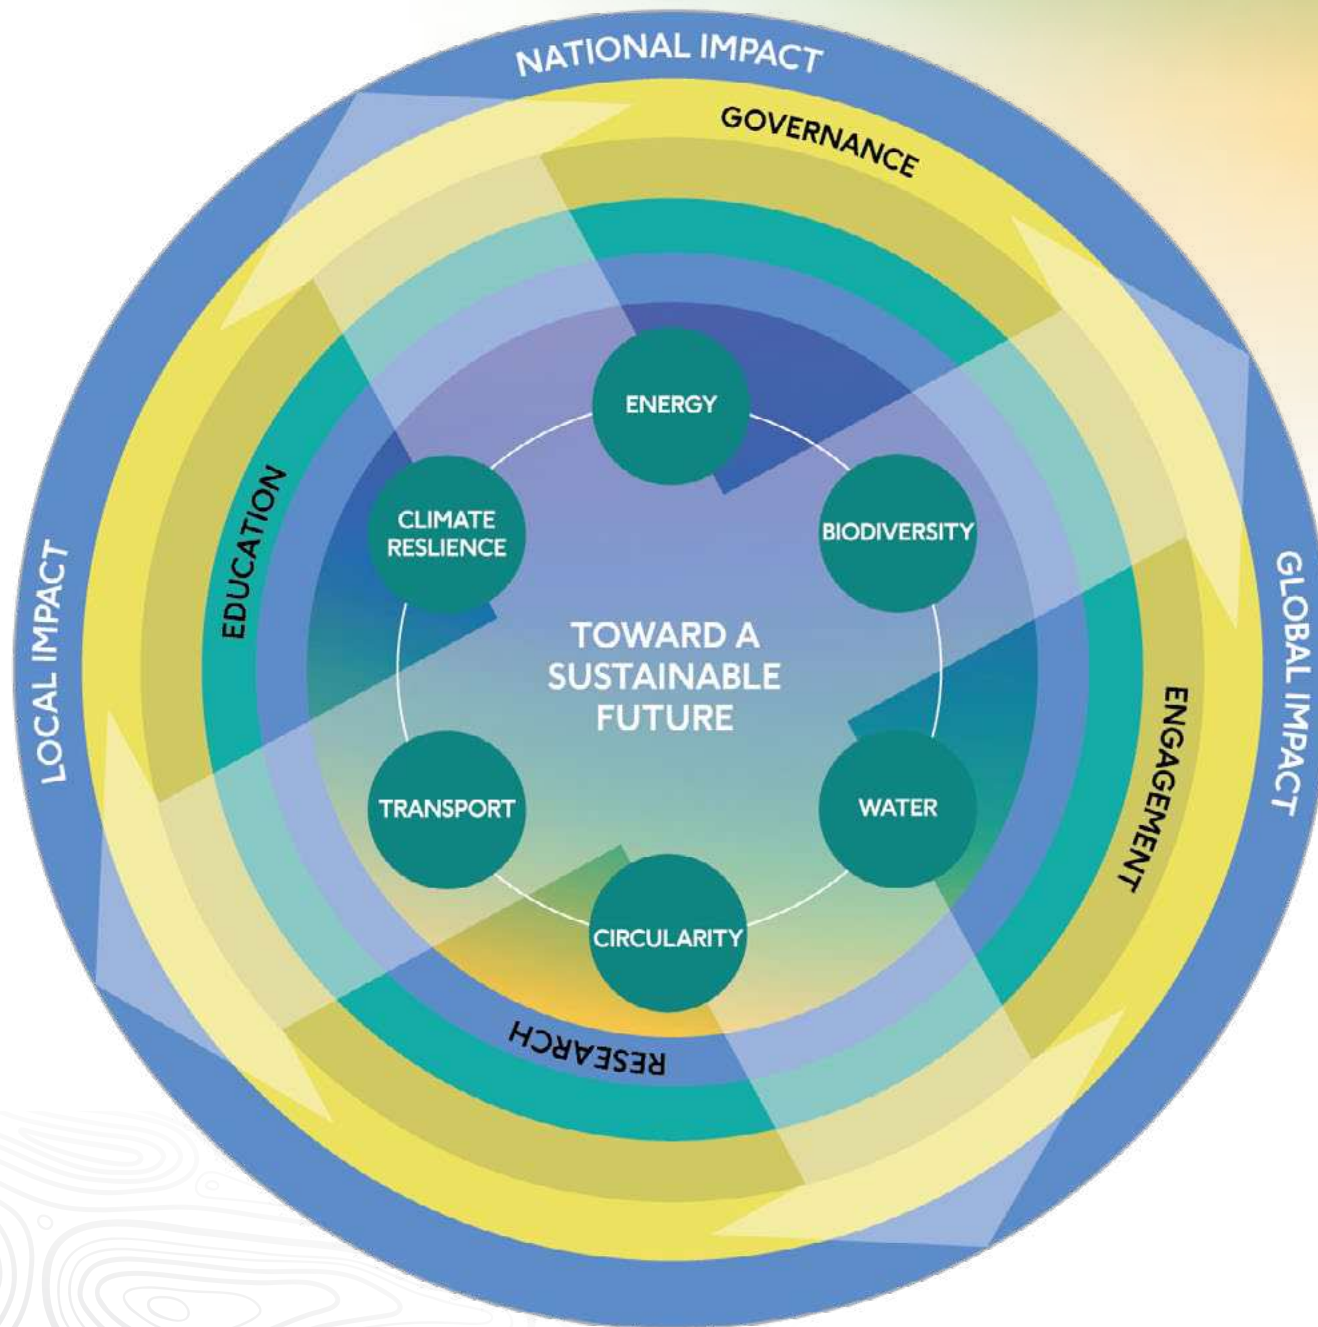 NATIONAL IMPACT
GOVERNANCE
ENERGY
CLIMATE
RESLIENCE
BIODIVERSITY
EDUCATION
LOCAL IMPACT
TOWARD A
SUSTAINABLE
FUTURE
GLOBAL IMPACT
ENGAGEMENT
TRANSPORT
WATER
CIRCULARITY
RESEARCH